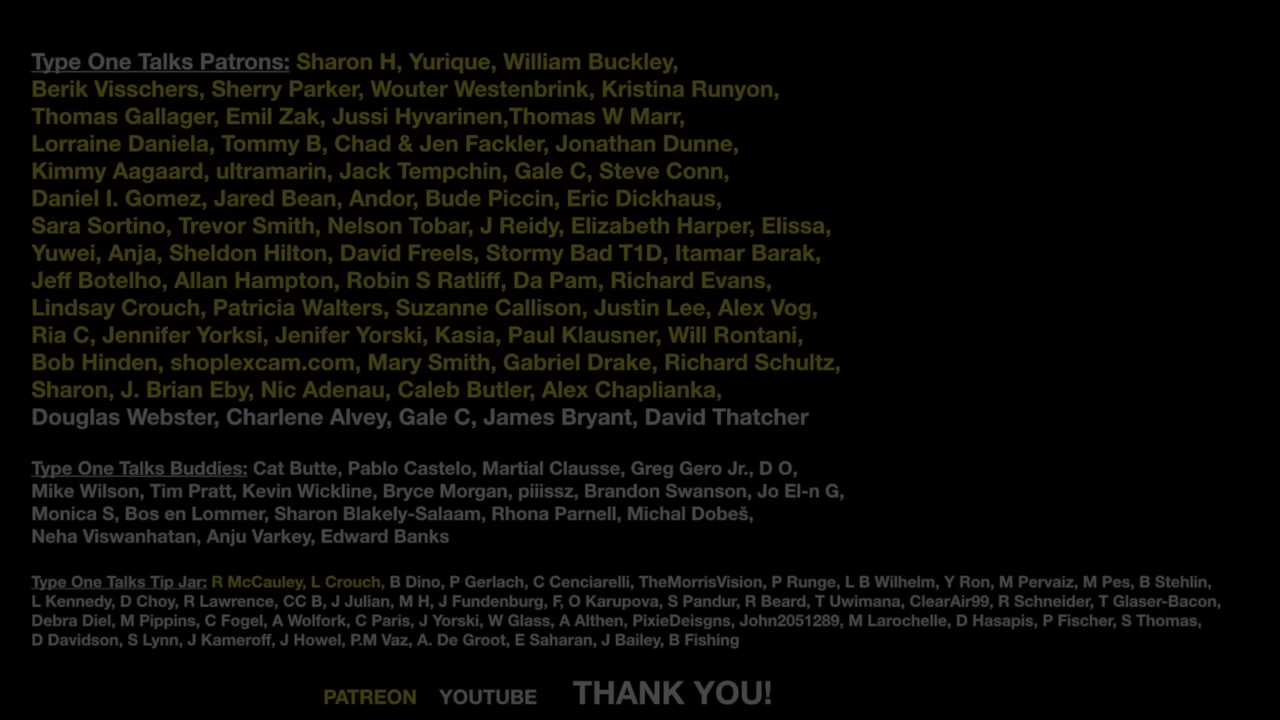 Type One Talks Patrons: Sharon H, Yurique, William Buckley,
Berik Visschers, Sherry Parker, Wouter Westenbrink, Kristina Runyon,
Thomas Gallager, Emil Zak, Jussi Hyvarinen,Thomas W Marr,
Lorraine Daniela, Tommy B, Chad & Jen Fackler, Jonathan Dunne,
Kimmy Aagaard, ultramarin, Jack Tempchin, Gale C, Steve Conn,
Daniel I. Gomez, Jared Bean, Andor, Bude Piccin, Eric Dickhaus,
Sara Sortino, Trevor Smith, Nelson Tobar, J Reidy, Elizabeth Harper, Elissa,
Yuwei, Anja, Sheldon Hilton, David Freels, Stormy Bad T1D, Itamar Barak,
Jeff Botelho, Allan Hampton, Robin S Ratliff, Da Pam, Richard Evans,
Lindsay Crouch, Patricia Walters, Suzanne Callison, Justin Lee, Alex Vog,
Ria C, Jennifer Yorksi, Jenifer Yorski, Kasia, Paul Klausner, Will Rontani,
Bob Hinden, shoplexcam.com, Mary Smith, Gabriel Drake, Richard Schultz,
Sharon, J. Brian Eby, Nic Adenau, Caleb Butler, Alex Chaplianka,
Douglas Webster, Charlene Alvey, Gale C, James Bryant, David Thatcher
Type One Talks Buddies: Cat Butte, Pablo Castelo, Martial Clausse, Greg Gero Jr., D O,
Mike Wilson, Tim Pratt, Kevin Wickline, Bryce Morgan, piiissz, Brandon Swanson, Jo El-n G,
Monica S, Bos en Lommer, Sharon Blakely-Salaam, Rhona Parnell, Michal Dobeš,
Neha Viswanhatan, Anju Varkey, Edward Banks
Type One Talks Tip Jar: R McCauley, L Crouch, B Dino, P Gerlach, C Cenciarelli, TheMorrisVision, P Runge, L B Wilhelm, Y Ron, M Pervaiz, M Pes, B Stehlin,
L Kennedy, D Choy, R Lawrence, CC B, J Julian, M H, J Fundenburg, F, O Karupova, S Pandur, R Beard, T Uwimana, ClearAir99, R Schneider, T Glaser-Bacon,
Debra Diel, M Pippins, C Fogel, A Wolfork, C Paris, J Yorski, W Glass, A Althen, PixieDeisgns, John2051289, M Larochelle, D Hasapis, P Fischer, S Thomas,
D Davidson, S Lynn, J Kameroff, J Howel, P.M Vaz, A. De Groot, E Saharan, J Bailey, B Fishing
PATREON YOUTUBE THANK YOU!